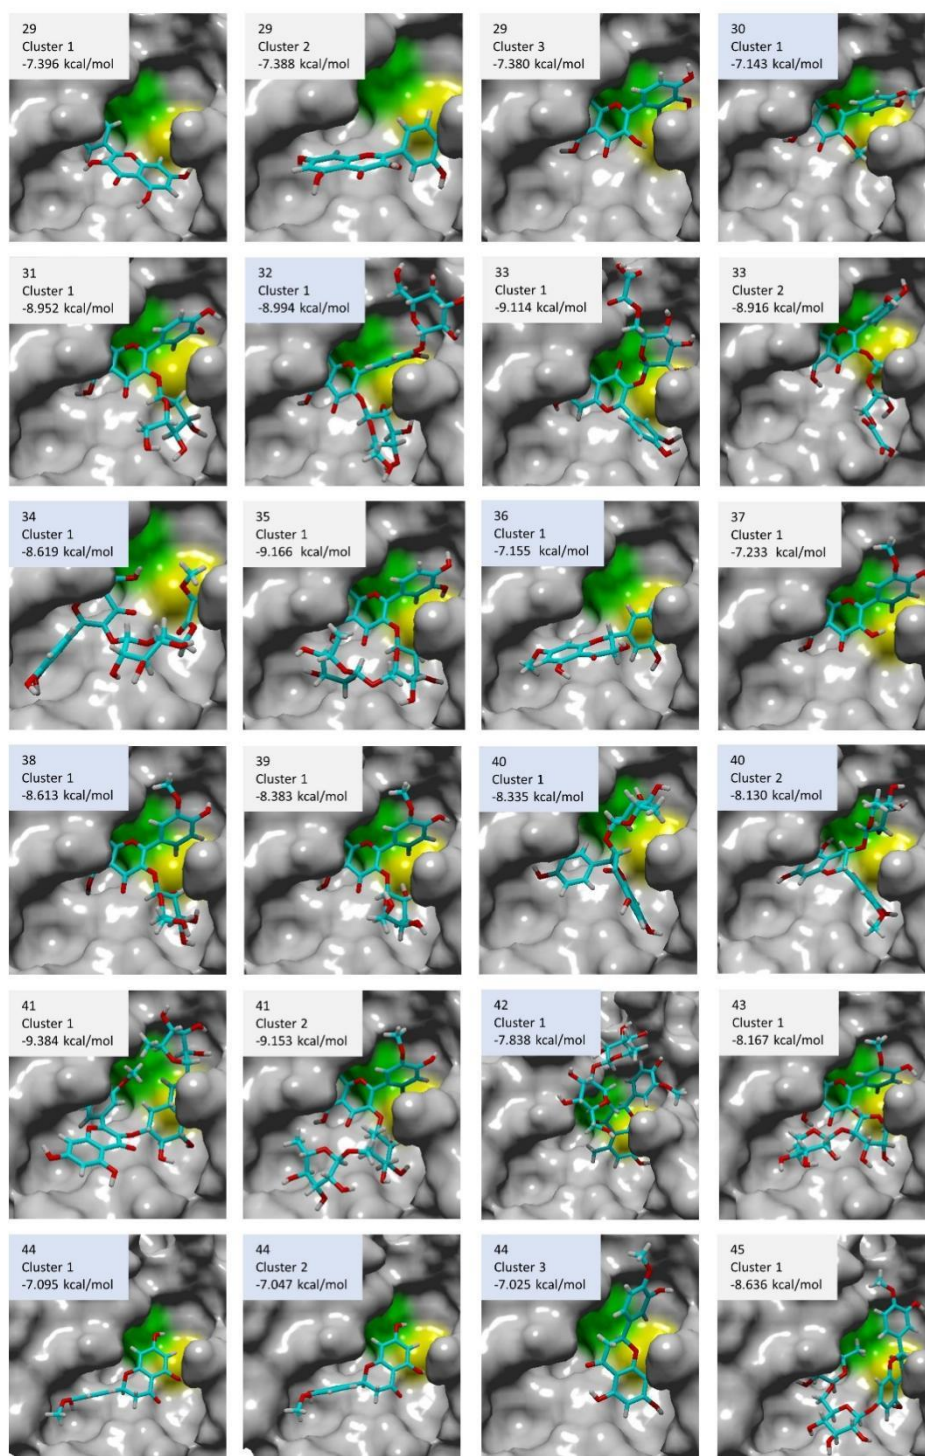 29
Cluster 1
-7.396 kcal/mol
29
Cluster 2
-7.388 kcal/mol
29
Cluster 3
-7.380 kcal/mol
30
Cluster 1
-7.143 kcal/mol
31
Cluster 1
-8.952 kcal/mol
32
Cluster 1
-8.994 kcal/mol
33
Cluster 1
-9.114 kcal/mol
33
Cluster 2
-8.916 kcal/mol
34
Cluster 1
-8.619 kcal/mol
35
Cluster 1
-9.166 kcal/mol
36
Cluster 1
-7.155 kcal/mol
37
Cluster 1
-7.233 kcal/mol
38
Cluster 1
-8.613 kcal/mol
39
Cluster 1
-8.383 kcal/mol
40
Cluster 1
-8.335 kcal/mol
40
Cluster 2
-8.130 kcal/mol
41
Cluster 1
-9.384 kcal/mol
41
Cluster 2
-9.153 kcal/mol
42
Cluster 1
-7.838 kcal/mol
43
Cluster 1
-8.167 kcal/mol
44
Cluster 1
-7.095 kcal/mol
44
Cluster 2
-7.047 kcal/mol
44
Cluster 3
-7.025 kcal/mol
45
Cluster 1
-8.636 kcal/mol